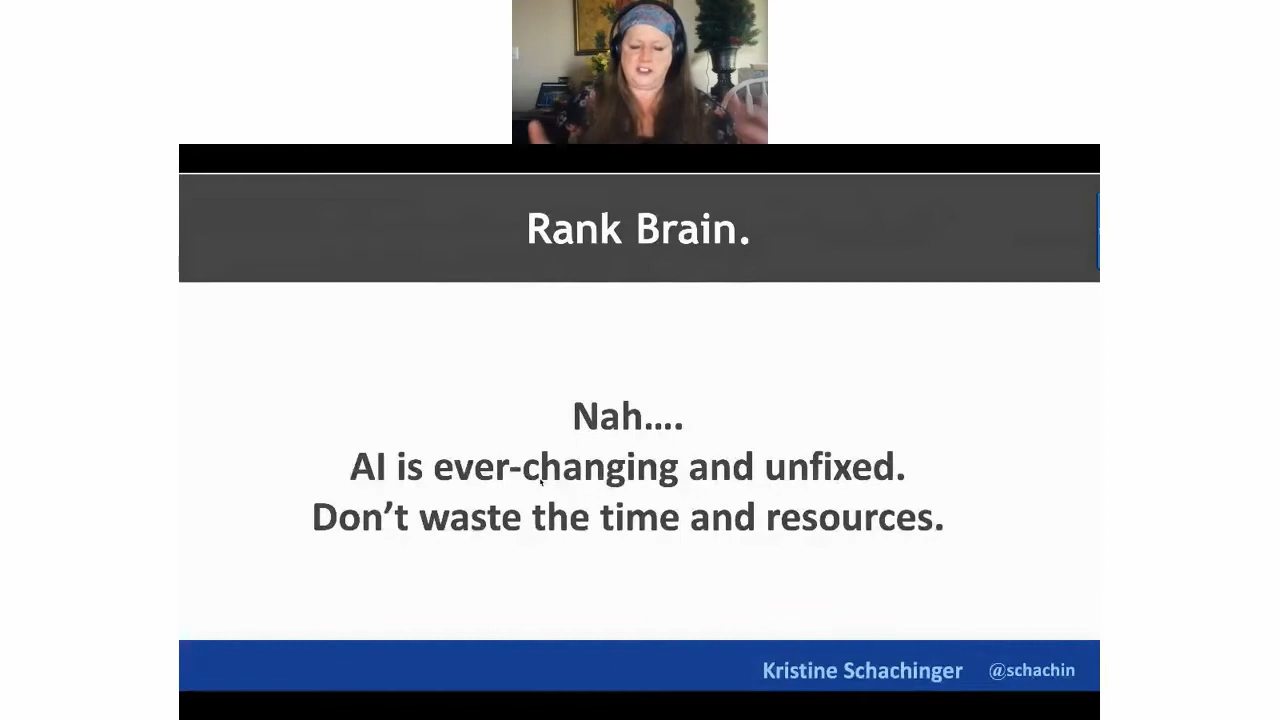 Rank Brain.
Nah....
AI is ever-changing and unfixed.
Don't waste the time and resources.
Kristine Schachinger @schachin